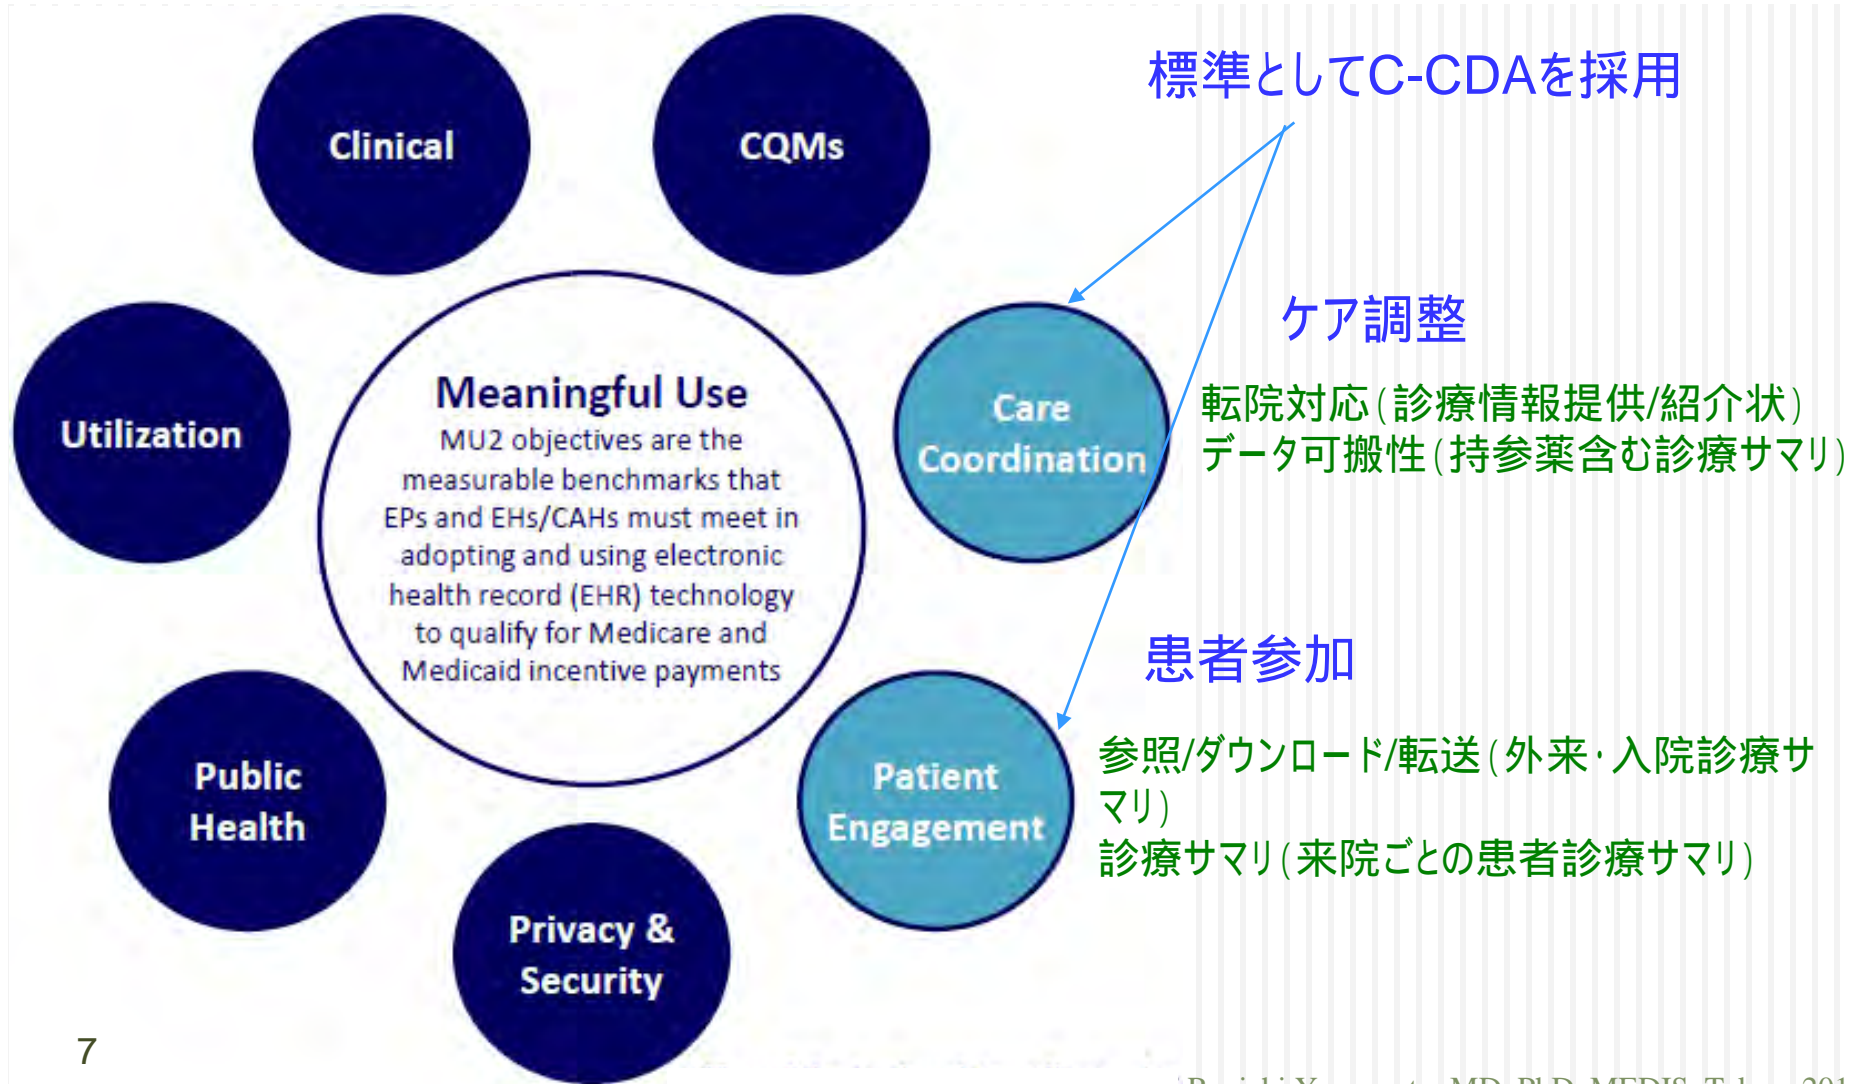 標準としてC-CDAを採用
Clinical
CQMs
ケア調整
Utilization
Meaningful Use
MU2 objectives are the
measurable benchmarks that
EPs and EHs/CAHs must meet in
adopting and using electronic
health record (EHR) technology
to qualify for Medicare and
Medicaid incentive payments
Care
Coordination
転院対応(診療情報提供/紹介状)
データ可搬性(持参薬含む診療サマリ)
患者参加
Public
Health
Patient
Engagement
参照/ダウンロード/転送(外来・入院診療サ
マリ)
診療サマリ(来院ごとの患者診療サマリ)
Privacy &
Security
7
MD, PhD, MEDIS, Tokyo, 201